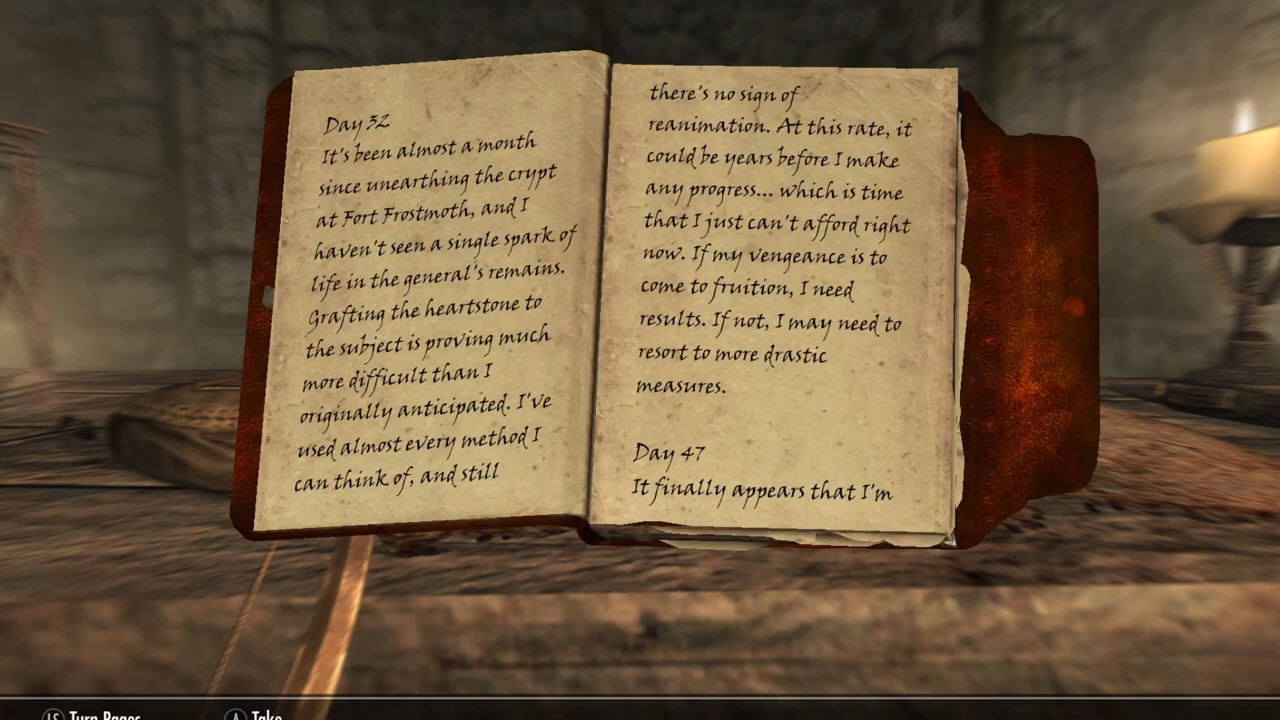 Day 32
It's been almost a month
since unearthing the crypt
at Fort Frostmoth, and I
haven't seen a single spark of
life in the general's remains.
Grafting the heartstone to
the subject is proving much
more difficult than I
originally anticipated. I've
used almost every method I
can think of, and still
there's no sign of
reanimation. At this rate, it
could be years before I make
any progress... which is time
that I just can't afford right
now. If my vengeance is to
come to fruition, I need
results. If not, I may need to
resort to more drastic
measures.
Day 47
It finally appears that I'm
LS Turn Pages
A Take